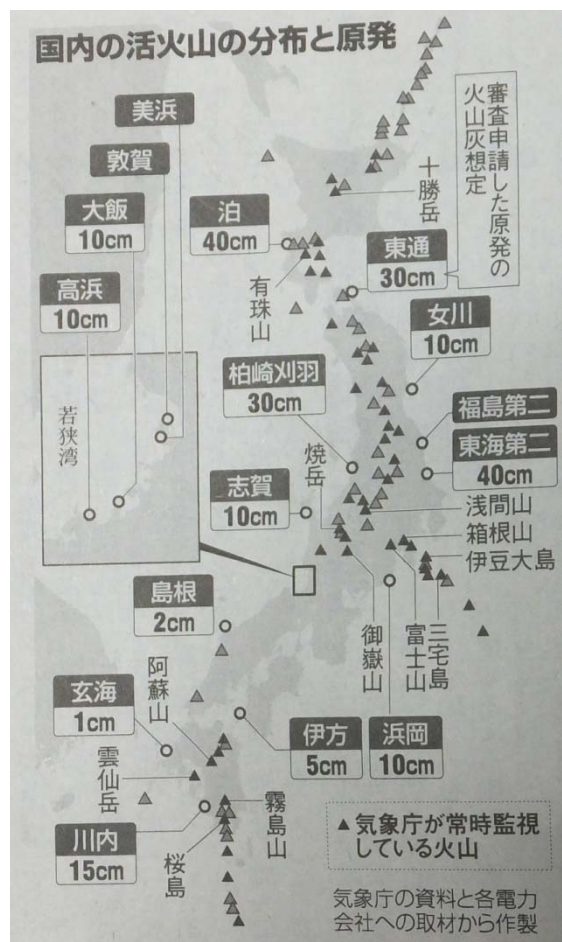 国内の活火山の分布と原発
審査申請した原発の
火山灰想定
美浜
敦賀
大飯
10cm
高浜
10cm
泊
40cm
十勝岳
有珠山
東通
30cm
女川
10cm
柏崎刈羽
30cm
福島第二
東海第二
40cm
若狭湾
焼岳
志賀
10cm
浅間山
箱根山
伊豆大島
島根
2cm
御嶽山
富士山
三宅島
阿蘇山
玄海
1cm
伊方
5cm
浜岡
10cm
雲仙岳
霧島山
川内
15cm
桜島
▲気象庁が常時監視
している火山
気象庁の資料と各電力
会社への取材から作製